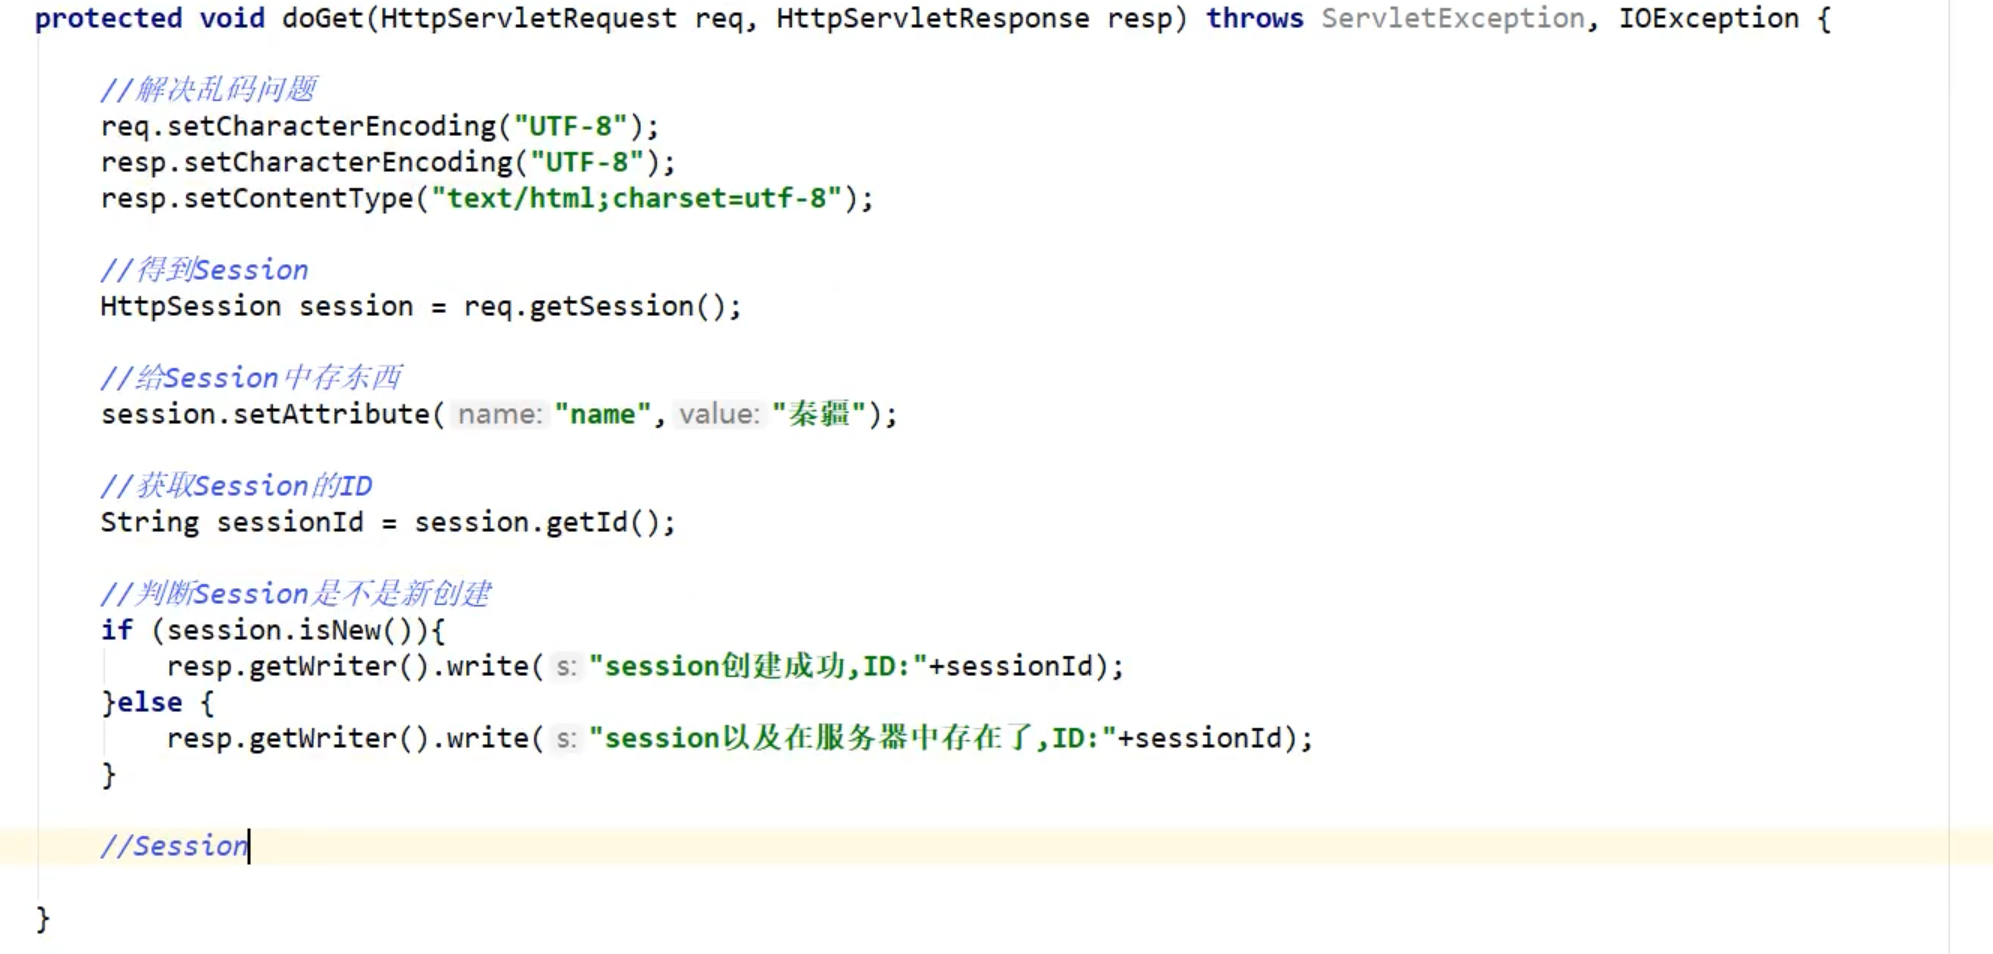 protected void doGet(HttpServletRequest req, HttpServletResponse resp) throws ServletException, IOException {
//解决乱码问题
req.setCharacterEncoding("UTF-8");
resp.setCharacterEncoding("UTF-8");
resp.setContentType("text/html;charset=utf-8");
//得到Session
HttpSession session = req.getSession();
//给Session中存东西
session.setAttribute( name: "name", value: "秦疆");
//获取Session的ID
String sessionId = session.getId();
//判断Session是不是新创建
if (session.isNew()){
resp.getWriter().write( s: "session创建成功,ID:"+sessionId);
}else {
resp.getWriter().write( s: "session以及在服务器中存在了,ID:"+sessionId);
}
//Session
}